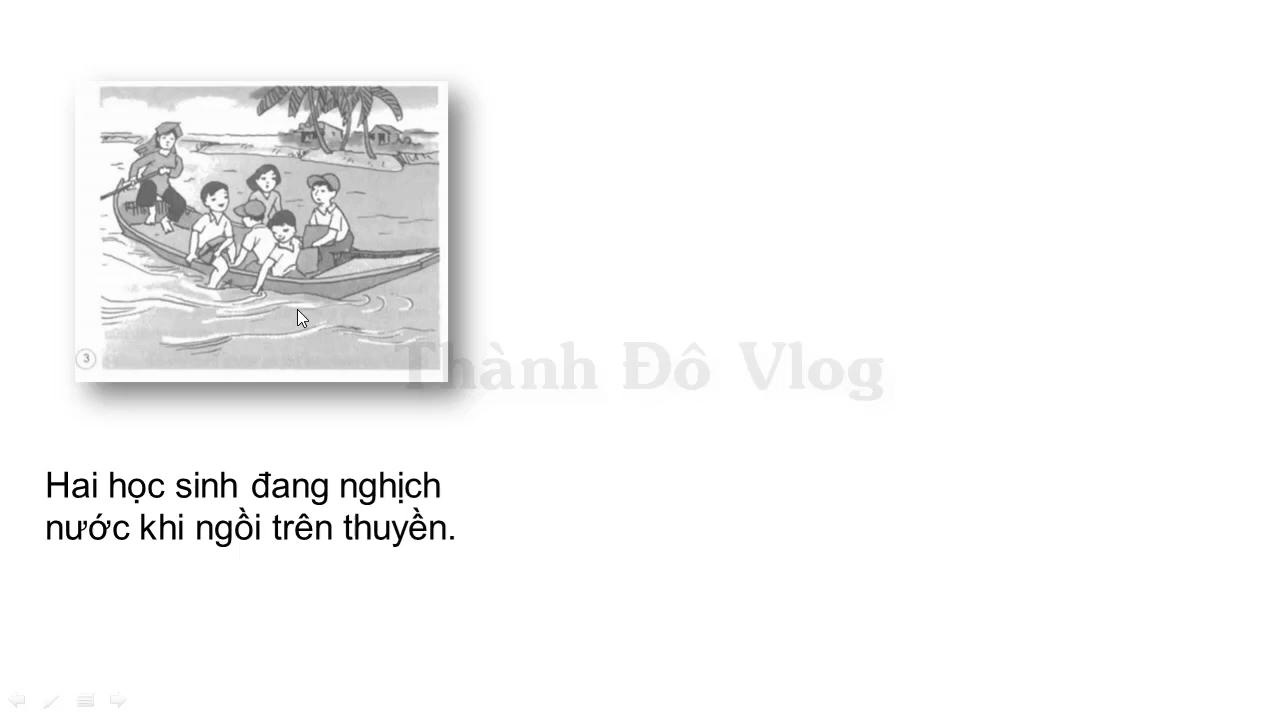 3
Thành Đô Vlog
Hai học sinh đang nghịch
nước khi ngồi trên thuyền.